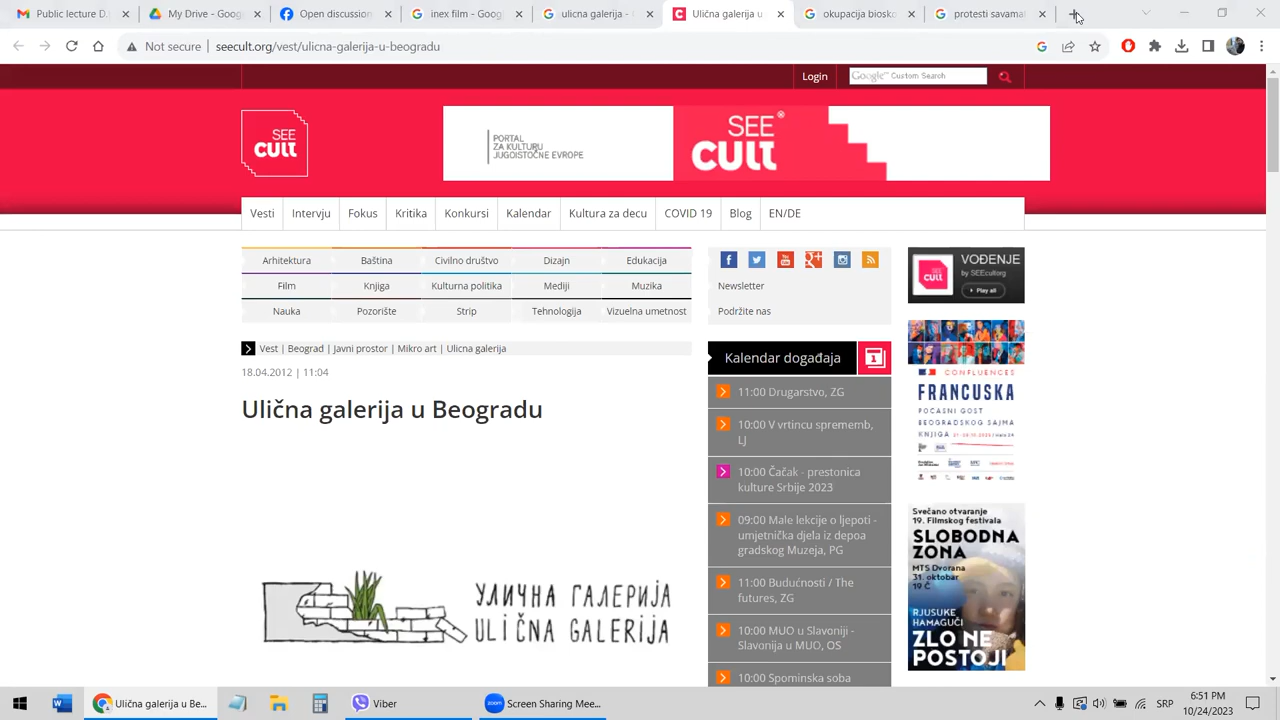 Public lectur
My Drive - Goog
Open discussion
inex film - Goog
ulicna galerija -
Ulična galerija u
okupacija biosk
protesti savamal
Not secure
seecult.org/vest/ulicna-galerija-u-beogradu
Login
Google Custom Search
SEE
CULT
PORTAL
ZA KULTURU
JUGOISTOČNE EVROPE
SEE
CULT
Vesti
Intervju
Fokus
Kritika
Konkursi
Kalendar
Kultura za decu
COVID 19
Blog
EN/DE
Arhitektura
Baština
Civilno društvo
Dizajn
Edukacija
Film
Knjiga
Kulturna politika
Mediji
Muzika
Nauka
Pozorište
Strip
Tehnologija
Vizuelna umetnost
Newsletter
Podržite nas
VOĐENJE
by SEEcultorg
Play all
Vest | Beograd | Javni prostor | Mikro art | Ulicna galerija
18.04.2012 | 11:04
Ulična galerija u Beogradu
УЛИЧНА ГАЛЕРИЈА
ULIČNA GALERIJA
Kalendar događaja
11:00 Drugarstvo, ZG
10:00 V vrtincu sprememb,
LJ
10:00 Čačak - prestonica
kulture Srbije 2023
09:00 Male lekcije o ljepoti -
umjetnička djela iz depoa
gradskog Muzeja, PG
11:00 Budućnosti / The
futures, ZG
10:00 MUO u Slavoniji -
Slavonija u MUO, OS
10:00 Spominska soba
CONFLUENCES
FRANCUSKA
POČASNI GOST
BEOGRADSKOG SAJMA
KNJIGA
Svečano otvaranje
19. Filmskog festivala
SLOBODNA
ZONA
MTS Dvorana
31. oktobar
19 Č
RJUSUKE
HAMAGUČI
ZLO NE
POSTOJI
Ulična galerija u Be...
Viber
Screen Sharing Mee...
SRP
6:51 PM
10/24/2023